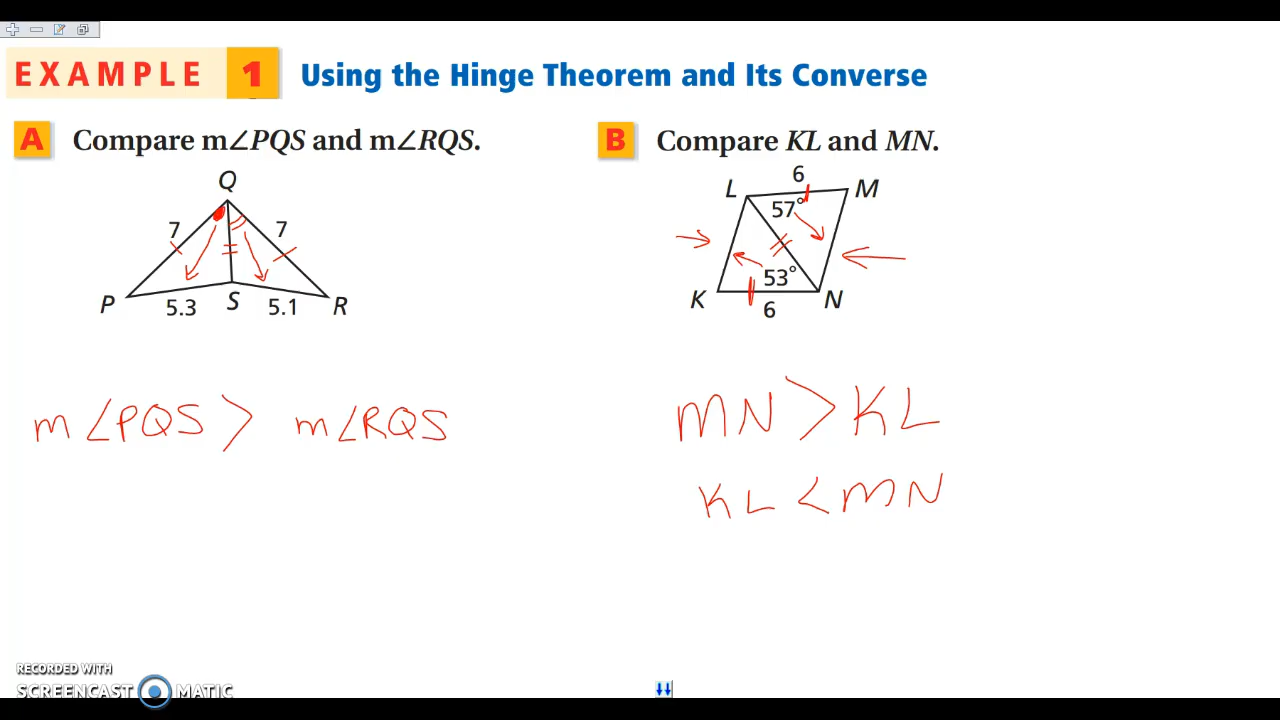 EXAMPLE 1 Using the Hinge Theorem and Its Converse
A Compare m∠PQS and m∠RQS.
Q
7 7
P 5.3 S 5.1 R
m∠PQS > m∠RQS
B Compare KL and MN.
6
L M
57°
53°
K N
6
MN > KL
KL < MN
RECORDED WITH
SCREENCAST MATIC